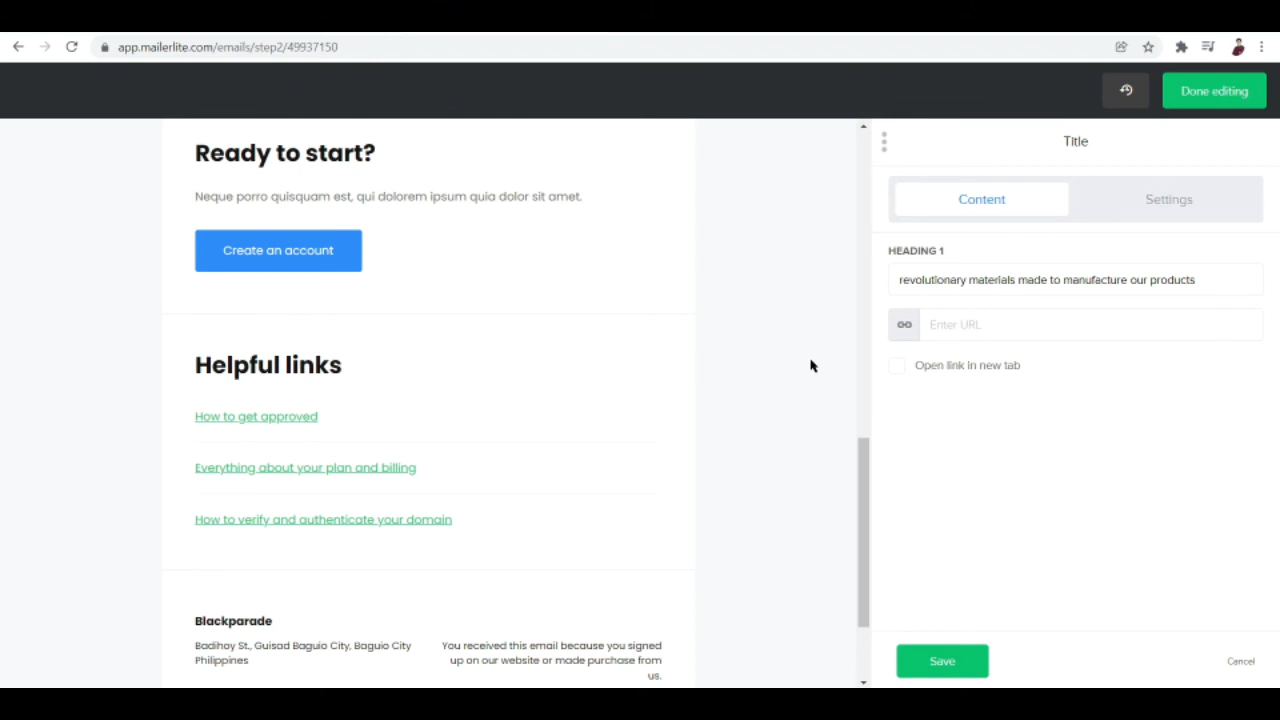 app.mailerlite.com/emails/step2/49937150
Done editing
Ready to start?
Neque porro quisquam est, qui dolorem ipsum quia dolor sit amet.
Create an account
Helpful links
How to get approved
Everything about your plan and billing
How to verify and authenticate your domain
Blackparade
Badihoy St., Guisad Baguio City, Baguio City
Philippines
You received this email because you signed
up on our website or made purchase from
us.
Title
Content
Settings
HEADING 1
revolutionary materials made to manufacture our products
Enter URL
Open link in new tab
Save
Cancel